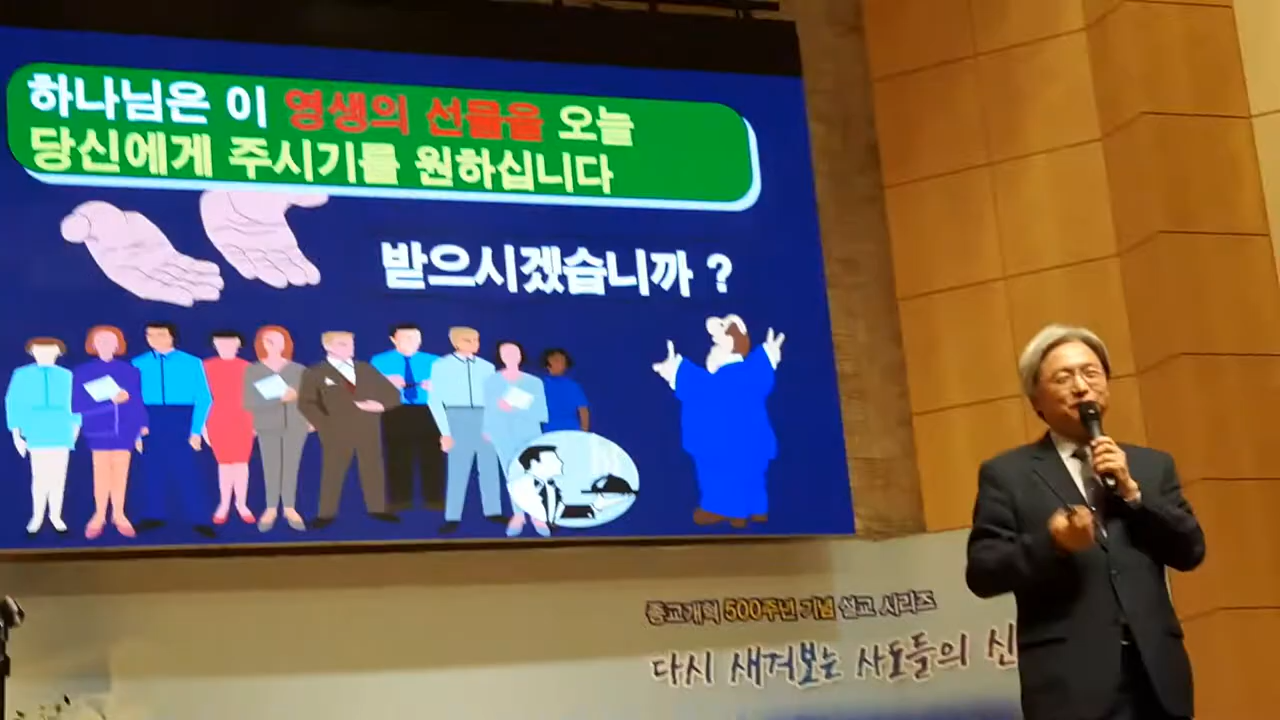 하나님은 이 영생의 선물을 오늘
당신에게 주시기를 원하십니다
받으시겠습니까 ?
종교개혁 500주년 기념 설교 시리즈
다시 새겨보는 사도들의 신